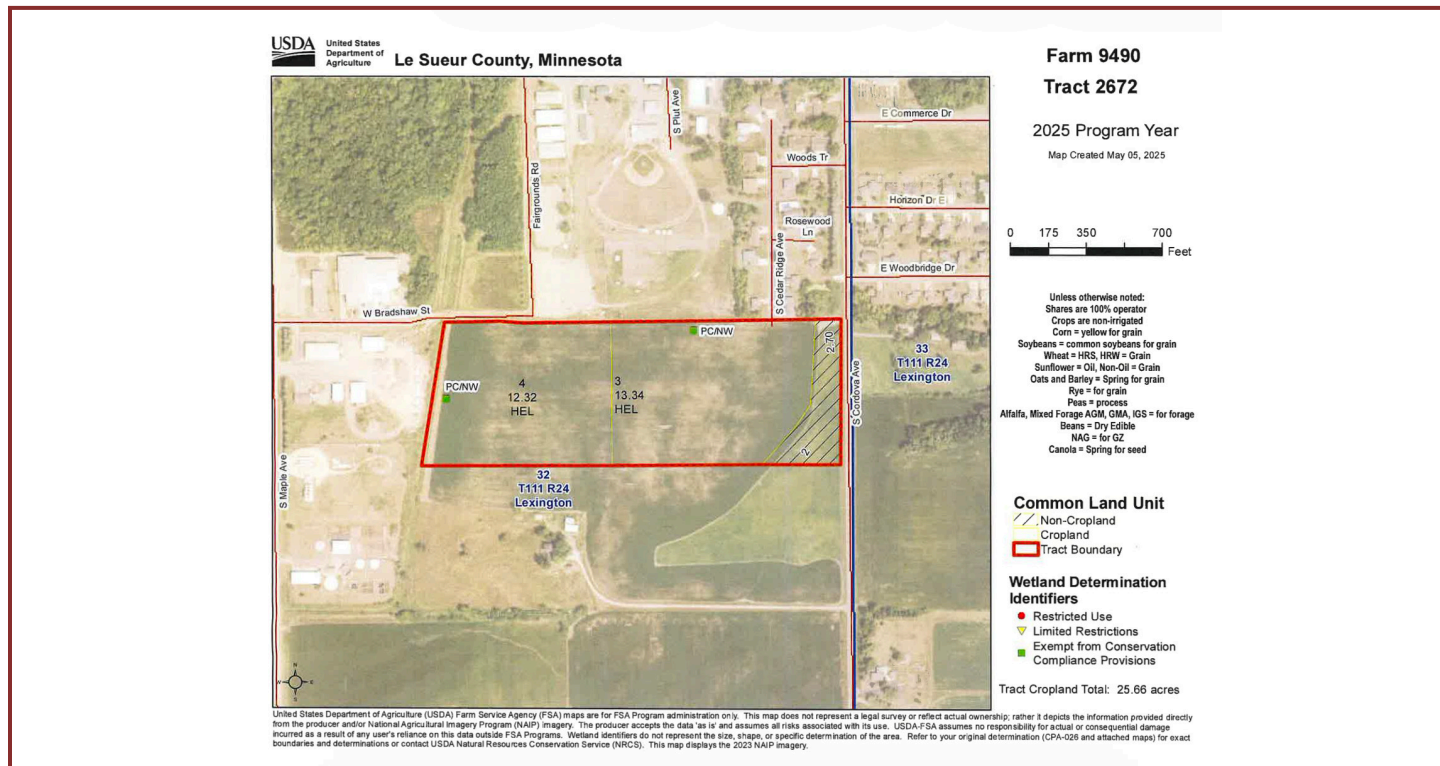 USDA
United States
Department of
Agriculture
Le Sueur County, Minnesota
Farm 9490
Tract 2672
2025 Program Year
Map Created May 05, 2025
0 175 350 700
Feet
Unless otherwise noted:
Shares are 100% operator
Crops are non-irrigated
Corn = yellow for grain
Soybeans = common soybeans for grain
Wheat = HRS, HRW = Grain
Sunflower = Oil, Non-Oil = Grain
Oats and Barley = Spring for grain
Rye = for grain
Peas = process
Alfalfa, Mixed Forage AGM, GMA, IGS = for forage
Beans = Dry Edible
NAG = for GZ
Canola = Spring for seed
Common Land Unit
Non-Cropland
Cropland
Tract Boundary
Wetland Determination
Identifiers
Restricted Use
Limited Restrictions
Exempt from Conservation
Compliance Provisions
Tract Cropland Total: 25.66 acres
S Plut Ave
E Commerce Dr
Woods Tr
Fairgrounds Rd
Horizon Dr E
Rosewood
Ln
S Cedar Ridge Ave
E Woodbridge Dr
W Bradshaw St
PC/NW
2.70
33
T111 R24
Lexington
PC/NW
4
12.32
HEL
3
13.34
HEL
S Cordova Ave
2
S Maple Ave
32
T111 R24
Lexington
N
W E
S
United States Department of Agriculture (USDA) Farm Service Agency (FSA) maps are for FSA Program administration only. This map does not represent a legal survey or reflect actual ownership; rather it depicts the information provided directly
from the producer and/or National Agricultural Imagery Program (NAIP) imagery. The producer accepts the data 'as is' and assumes all risks associated with its use. USDA-FSA assumes no responsibility for actual or consequential damage
incurred as a result of any user's reliance on this data outside FSA Programs. Wetland identifiers do not represent the size, shape, or specific determination of the area. Refer to your original determination (CPA-026 and attached maps) for exact
boundaries and determinations or contact USDA Natural Resources Conservation Service (NRCS). This map displays the 2023 NAIP imagery.